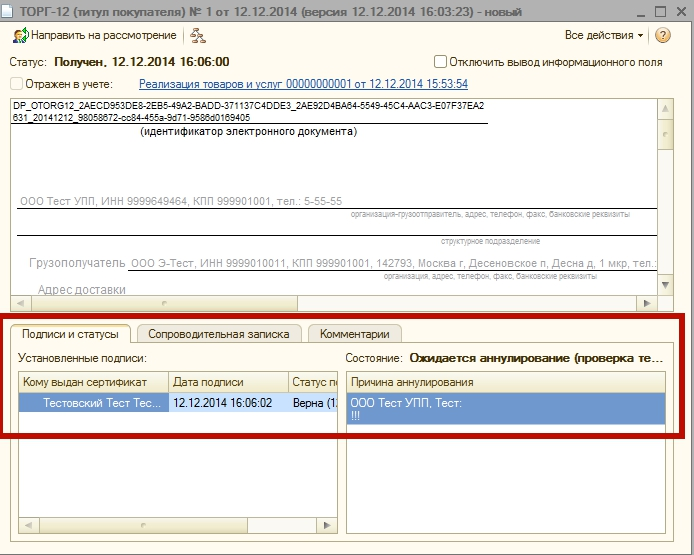 ТОРГ-12 (титул покупателя) № 1 от 12.12.2014 (версия 12.12.2014 16:03:23) - новый
Направить на рассмотрение Все действия
Статус: Получен, 12.12.2014 16:06:00 Отключить вывод информационного поля
Отражен в учете: Реализация товаров и услуг 00000000001 от 12.12.2014 15:53:54
DP_OTORG12_2AECD953DE8-2EB5-49A2-BADD-371137C4DDE3_2AE92D4BA64-5549-45C4-AAC3-E07F37EA2
631_20141212_98058672-cc84-455a-9d71-9586d0169405
(идентификатор электронного документа)
ООО Тест УПП, ИНН 9999649464, КПП 999901001, тел.: 5-55-55
организация-грузоотправитель, адрес, телефон, факс, банковские реквизиты
структурное подразделение
Грузополучатель ООО Э-Тест, ИНН 9999010011, КПП 999901001, 142793, Москва г, Десеновское п, Десна д, 1 мкр, тел.:
организация, адрес, телефон, факс, банковские реквизиты
Адрес доставки
Подписи и статусы Сопроводительная записка Комментарии
Установленные подписи: Состояние: Ожидается аннулирование (проверка те...
Кому выдан сертификат Дата подписи Статус по Причина аннулирования
Тестовский Тест Тес... 12.12.2014 16:06:02 Верна (12 ООО Тест УПП, Тест:
!!!